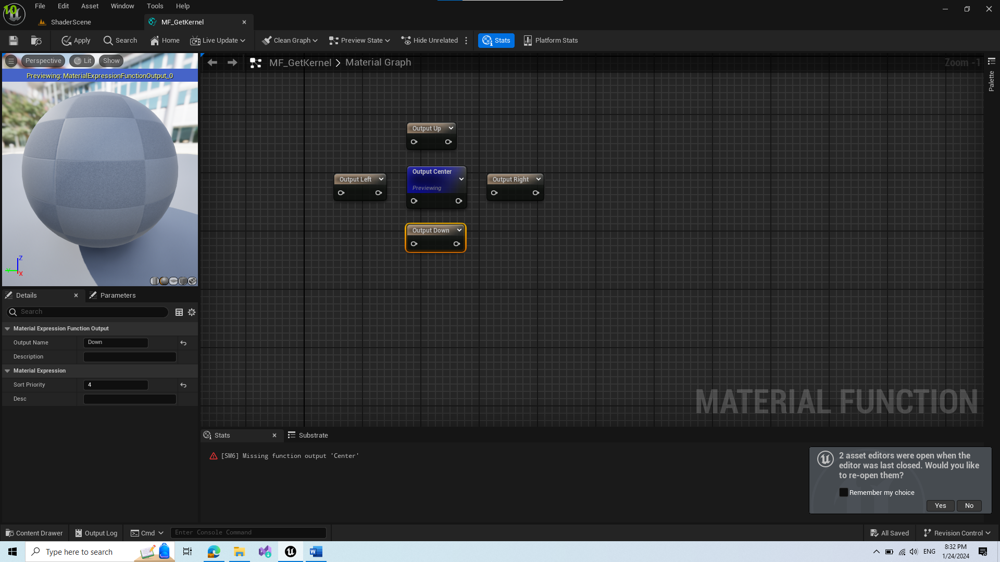 File Edit Asset Window Tools Help
ShaderScene
MF_GetKernel
Apply Search Home Live Update Clean Graph Preview State Hide Unrelated Stats Platform Stats
Perspective Lit Show
Previewing: MaterialExpressionFunctionOutput_0
MF_GetKernel > Material Graph
Zoom -1
Palette
Output Up
Output Left
Output Center
Previewing
Output Right
Output Down
Z
Y
X
MATERIAL FUNCTION
Details
Parameters
Search
Material Expression Function Output
Output Name Down
Description
Material Expression
Sort Priority 4
Desc
Stats
Substrate
[SM6] Missing function output 'Center'
2 asset editors were open when the
editor was last closed. Would you like
to re-open them?
Remember my choice
Yes No
Content Drawer Output Log Cmd Enter Console Command All Saved Revision Control
Type here to search
ENG
8:32 PM
1/24/2024